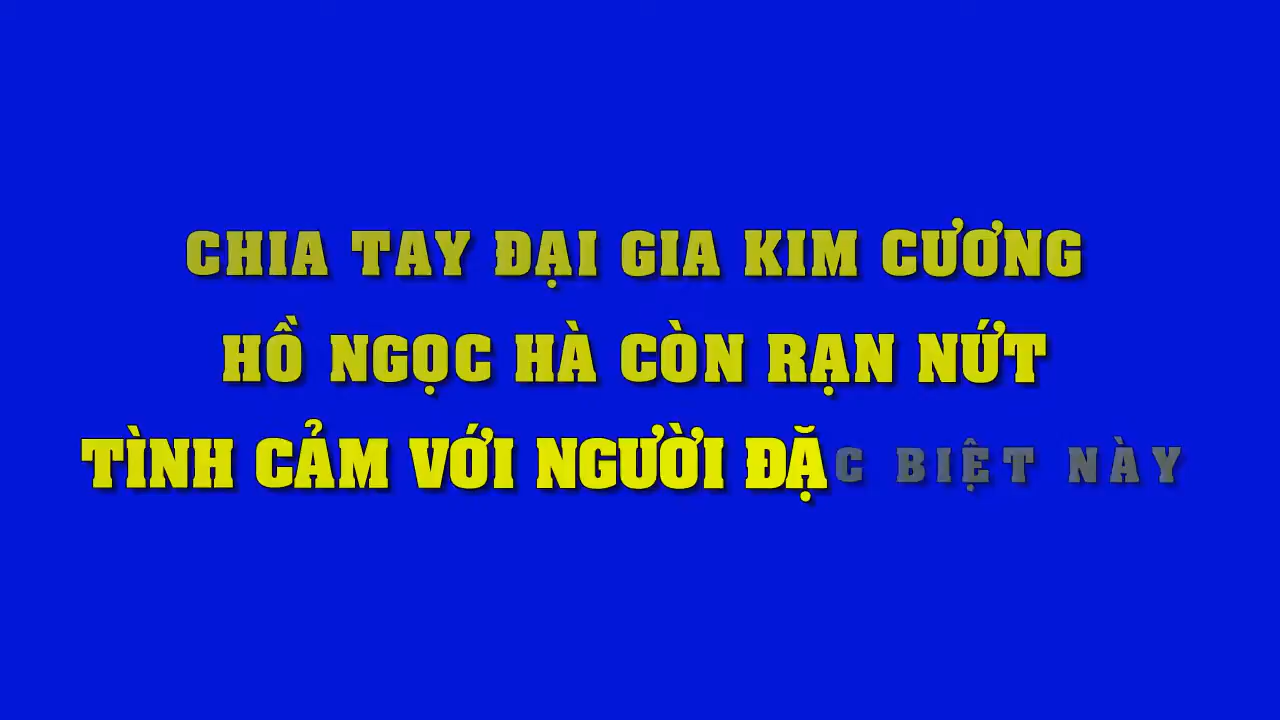 CHIA TAY ĐẠI GIA KIM CƯƠNG
HỒ NGỌC HÀ CÒN RẠN NỨT
TÌNH CẢM VỚI NGƯỜI ĐẶC BIỆT NÀY